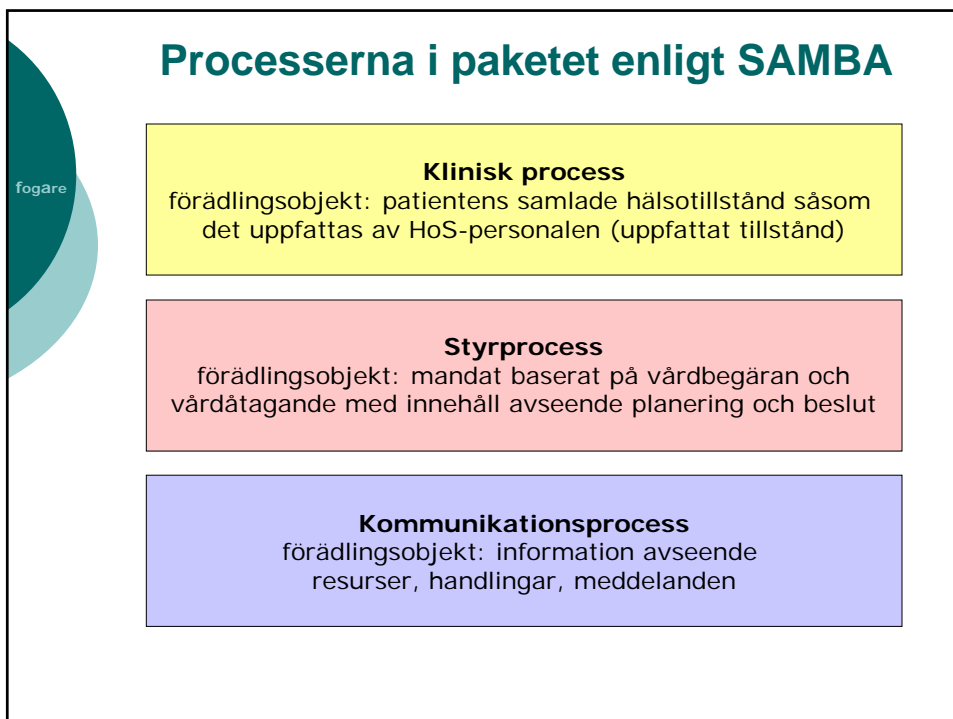 Processerna i paketet enligt SAMBA
fogare
Klinisk process
förädlingsobjekt: patientens samlade hälsotillstånd såsom
det uppfattas av HoS-personalen (uppfattat tillstånd)
Styrprocess
förädlingsobjekt: mandat baserat på vårdbegäran och
vårdåtagande med innehåll avseende planering och beslut
Kommunikationsprocess
förädlingsobjekt: information avseende
resurser, handlingar, meddelanden